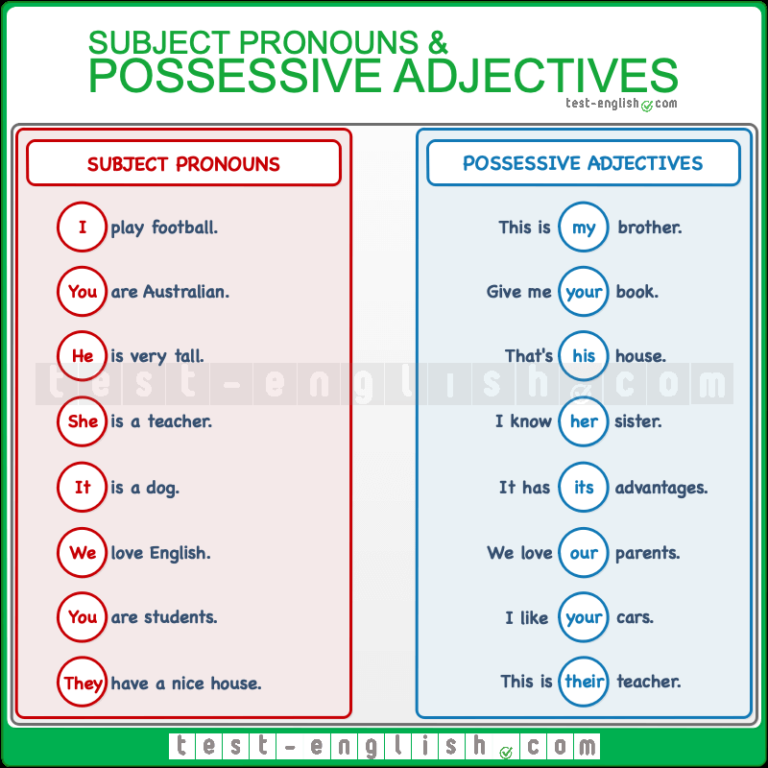 SUBJECT PRONOUNS &
POSSESSIVE ADJECTIVES
test-english.com
SUBJECT PRONOUNS
I play football.
You are Australian.
He is very tall.
She is a teacher.
It is a dog.
We love English.
You are students.
They have a nice house.
POSSESSIVE ADJECTIVES
This is my brother.
Give me your book.
That's his house.
I know her sister.
It has its advantages.
We love our parents.
I like your cars.
This is their teacher.
test-english.com
test-english.com